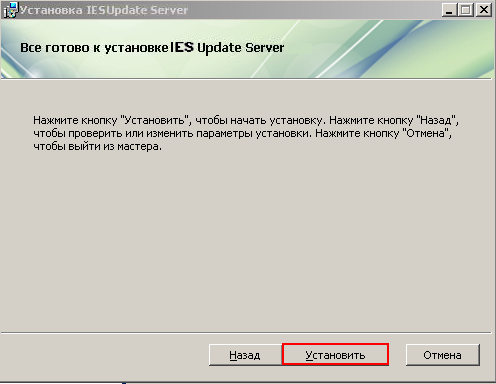 Установка IESUpdate Server
Все готово к установкеIES Update Server
Нажмите кнопку "Установить", чтобы начать установку. Нажмите кнопку "Назад",
чтобы проверить или изменить параметры установки. Нажмите кнопку "Отмена",
чтобы выйти из мастера.
Назад Установить Отмена